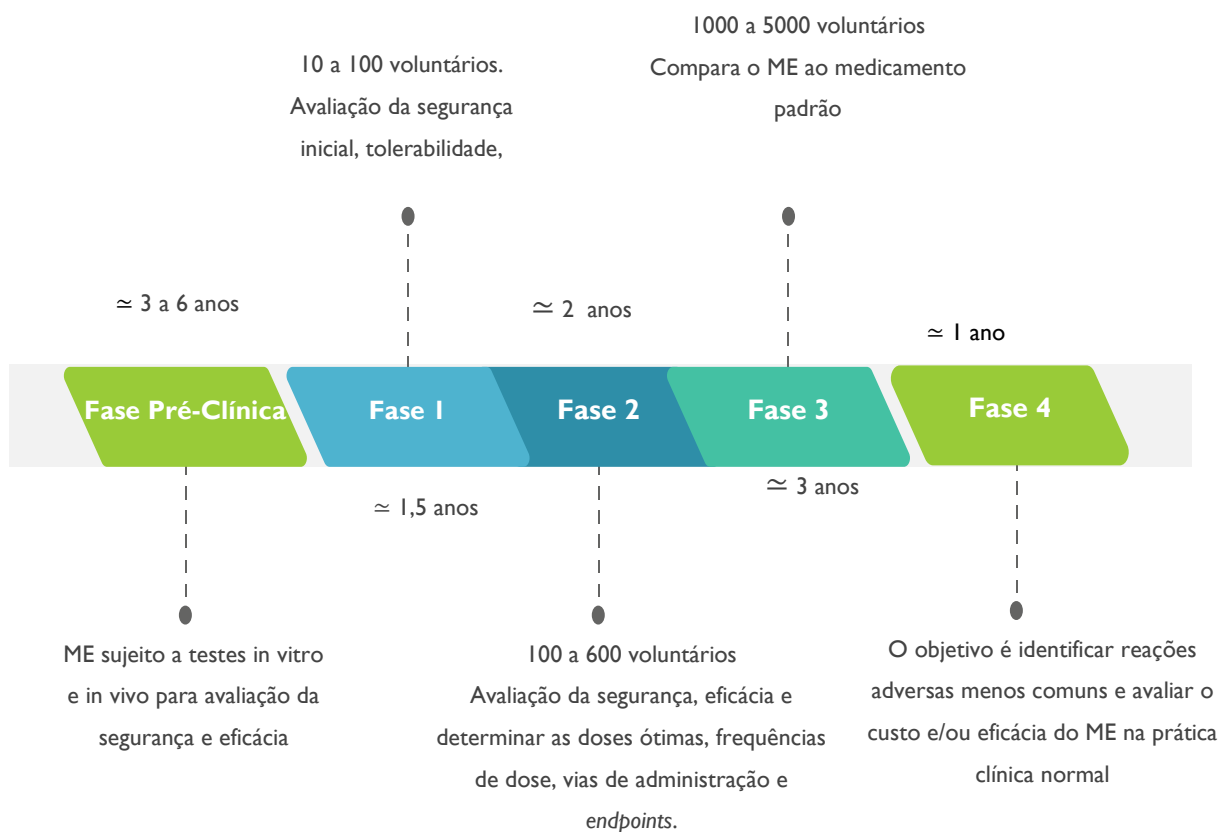 1000 a 5000 voluntários
Compara o ME ao medicamento
padrão
10 a 100 voluntários.
Avaliação da segurança
inicial, tolerabilidade,
≃ 3 a 6 anos
≃ 2 anos
≃ 1 ano
Fase Pré-Clínica
Fase 1
Fase 2
Fase 3
Fase 4
≃ 1,5 anos
≃ 3 anos
ME sujeito a testes in vitro
e in vivo para avaliação da
segurança e eficácia
100 a 600 voluntários
Avaliação da segurança, eficácia e
determinar as doses ótimas, frequências
de dose, vias de administração e
endpoints.
O objetivo é identificar reações
adversas menos comuns e avaliar o
custo e/ou eficácia do ME na prática
clínica normal